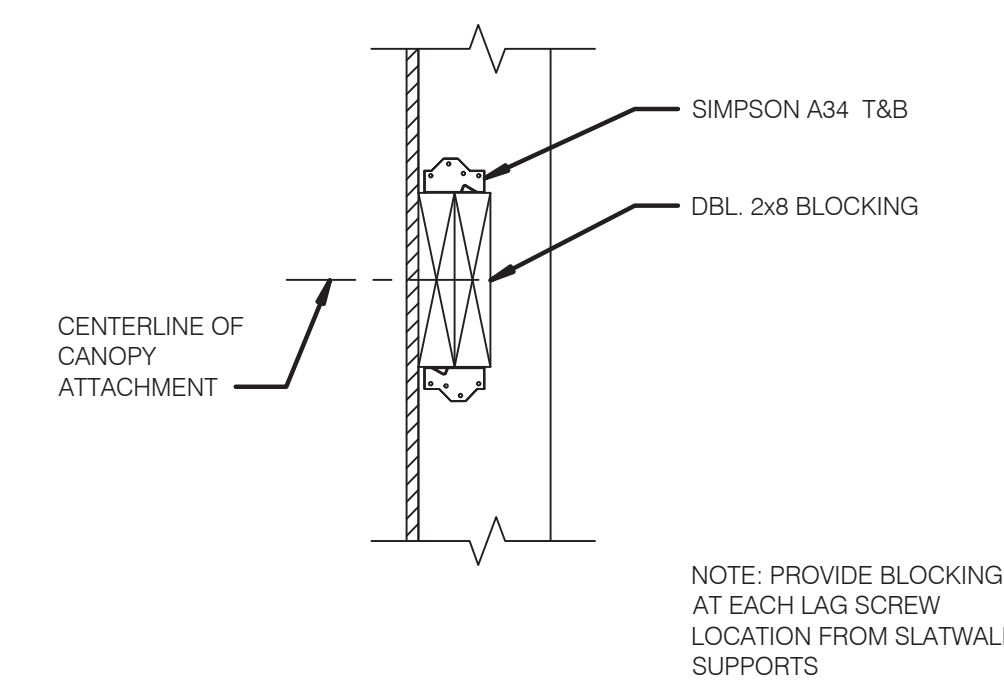 SIMPSON A34 T&B
DBL. 2x8 BLOCKING
CENTERLINE OF
CANOPY
ATTACHMENT
NOTE: PROVIDE BLOCKING
AT EACH LAG SCREW
LOCATION FROM SLATWALL
SUPPORTS